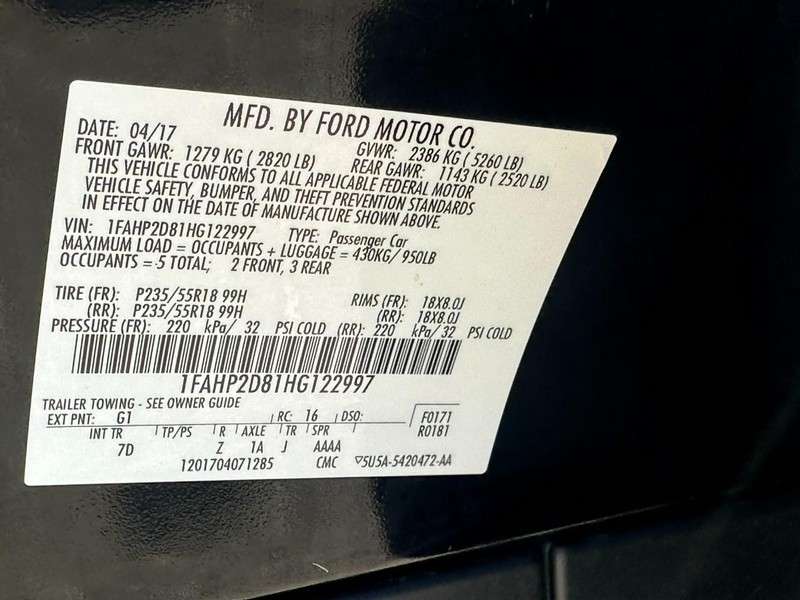 MFD. BY FORD MOTOR CO.
DATE: 04/17 GVWR: 2386 KG ( 5260 LB)
FRONT GAWR: 1279 KG ( 2820 LB) REAR GAWR: 1143 KG ( 2520 LB)
THIS VEHICLE CONFORMS TO ALL APPLICABLE FEDERAL MOTOR
VEHICLE SAFETY, BUMPER, AND THEFT PREVENTION STANDARDS
IN EFFECT ON THE DATE OF MANUFACTURE SHOWN ABOVE.
VIN: 1FAHP2D81HG122997 TYPE: Passenger Car
MAXIMUM LOAD = OCCUPANTS + LUGGAGE = 430KG/ 950LB
OCCUPANTS = 5 TOTAL; 2 FRONT, 3 REAR
TIRE (FR): P235/55R18 99H RIMS (FR): 18X8.0J
(RR): P235/55R18 99H (RR): 18X8.0J
PRESSURE (FR): 220 kPa/ 32 PSI COLD (RR): 220 kPa/ 32 PSI COLD
1FAHP2D81HG122997
TRAILER TOWING - SEE OWNER GUIDE
EXT PNT: G1 RC: 16 DSO: F0171
INT TR TP/PS R AXLE TR SPR R0181
7D Z 1A J AAAA
1201704071285 CMC ▽5U5A-5420472-AA